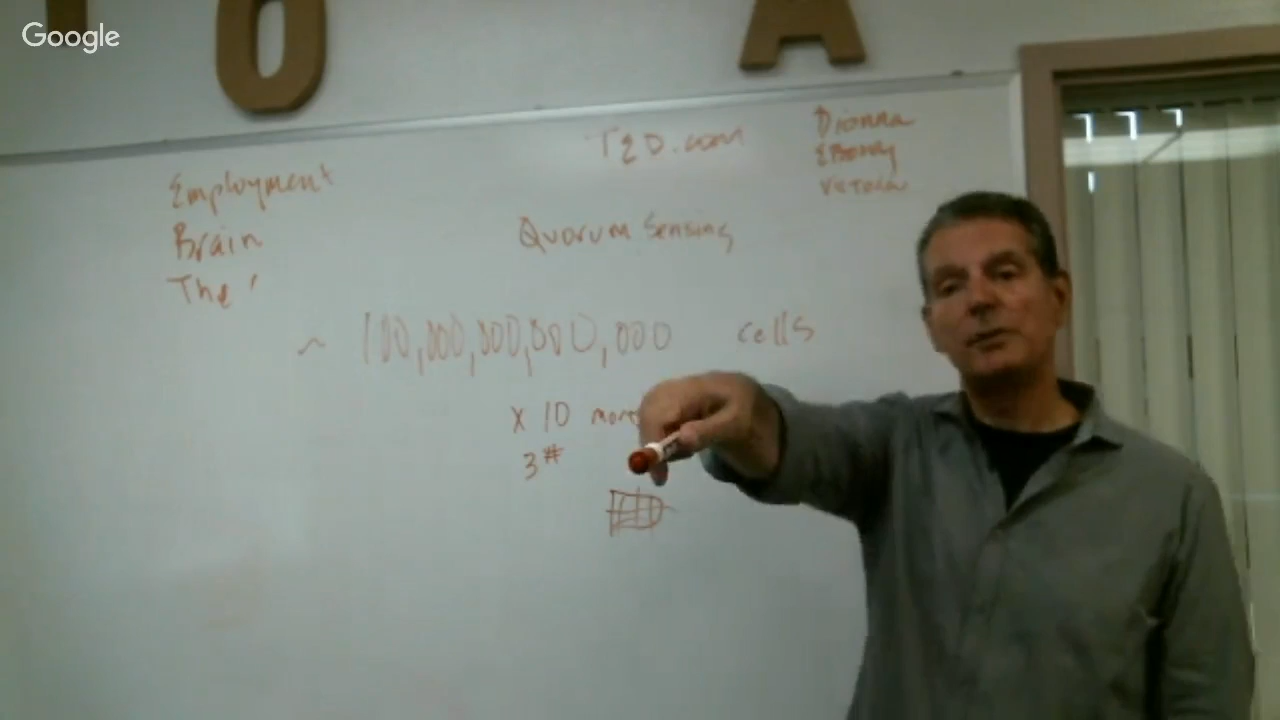 Google
O A
T2D.com
Dionna
Ebony
Employment
Brain
The
Quorum Sensing
~ 100,000,000,000,000 cells
x 10 more
3#